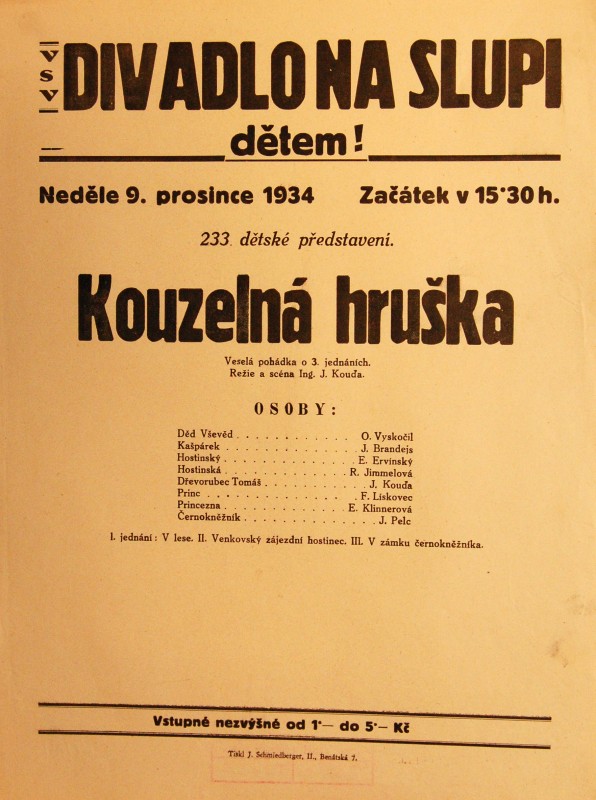 VSV
DIVADLO NA SLUPI
dětem!
Neděle 9. prosince 1934 Začátek v 15·30 h.
233. dětské představení.
Kouzelná hruška
Veselá pohádka o 3. jednáních.
Režie a scéna Ing. J. Kouďa.
OSOBY:
Děd Vševěd . . . . . . . . . . . . O. Vyskočil
Kašpárek . . . . . . . . . . . . . J. Brandejs
Hostinský . . . . . . . . . . . . . E. Ervínský
Hostinská . . . . . . . . . . . . R. Jimmelová
Dřevorubec Tomáš . . . . . . . . . . J. Kouďa
Princ . . . . . . . . . . . . . . F. Lískovec
Princezna . . . . . . . . . . . . E. Klinnerová
Černokněžník . . . . . . . . . . . . . J. Pelc
I. jednání: V lese. II. Venkovský zájezdní hostinec. III. V zámku černokněžníka.
Vstupné nezvýšné od 1·— do 5·— Kč
Tiskl J. Schmiedberger, II., Benátská 7.